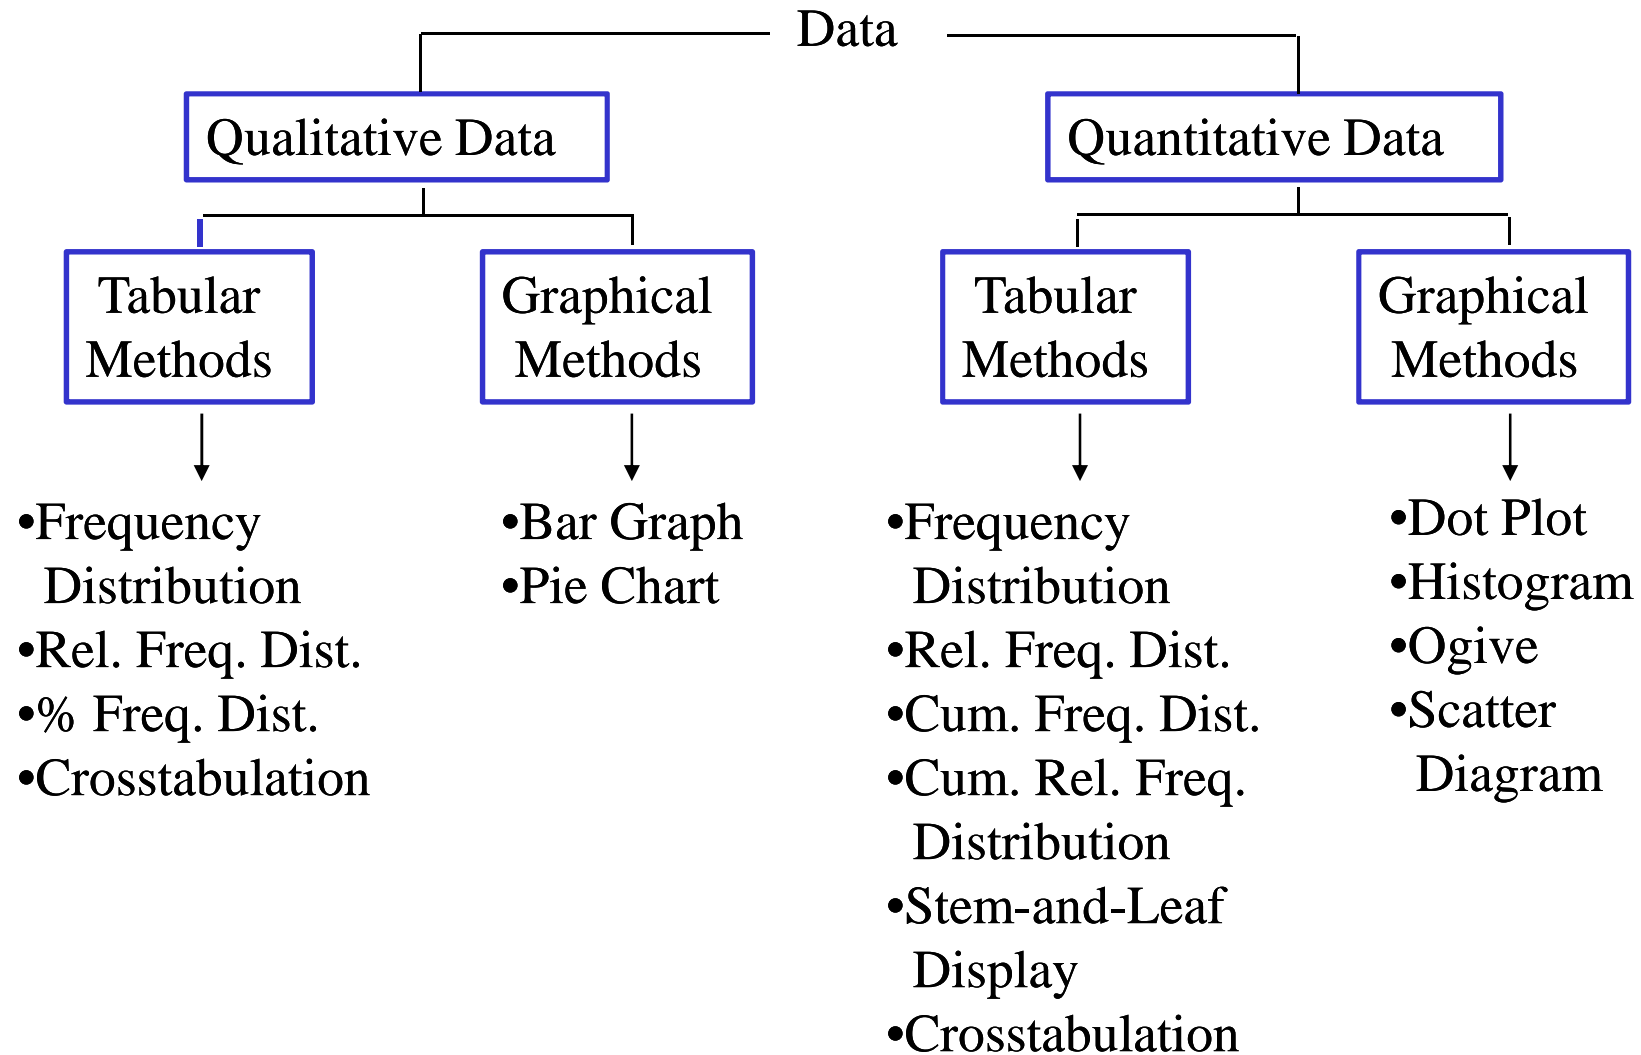 Data
Qualitative Data
Quantitative Data
Tabular
Methods
Graphical
Methods
Tabular
Methods
Graphical
Methods
•Frequency
Distribution
•Rel. Freq. Dist.
•% Freq. Dist.
•Crosstabulation
•Bar Graph
•Pie Chart
•Frequency
Distribution
•Rel. Freq. Dist.
•Cum. Freq. Dist.
•Cum. Rel. Freq.
Distribution
•Stem-and-Leaf
Display
•Crosstabulation
•Dot Plot
•Histogram
•Ogive
•Scatter
Diagram